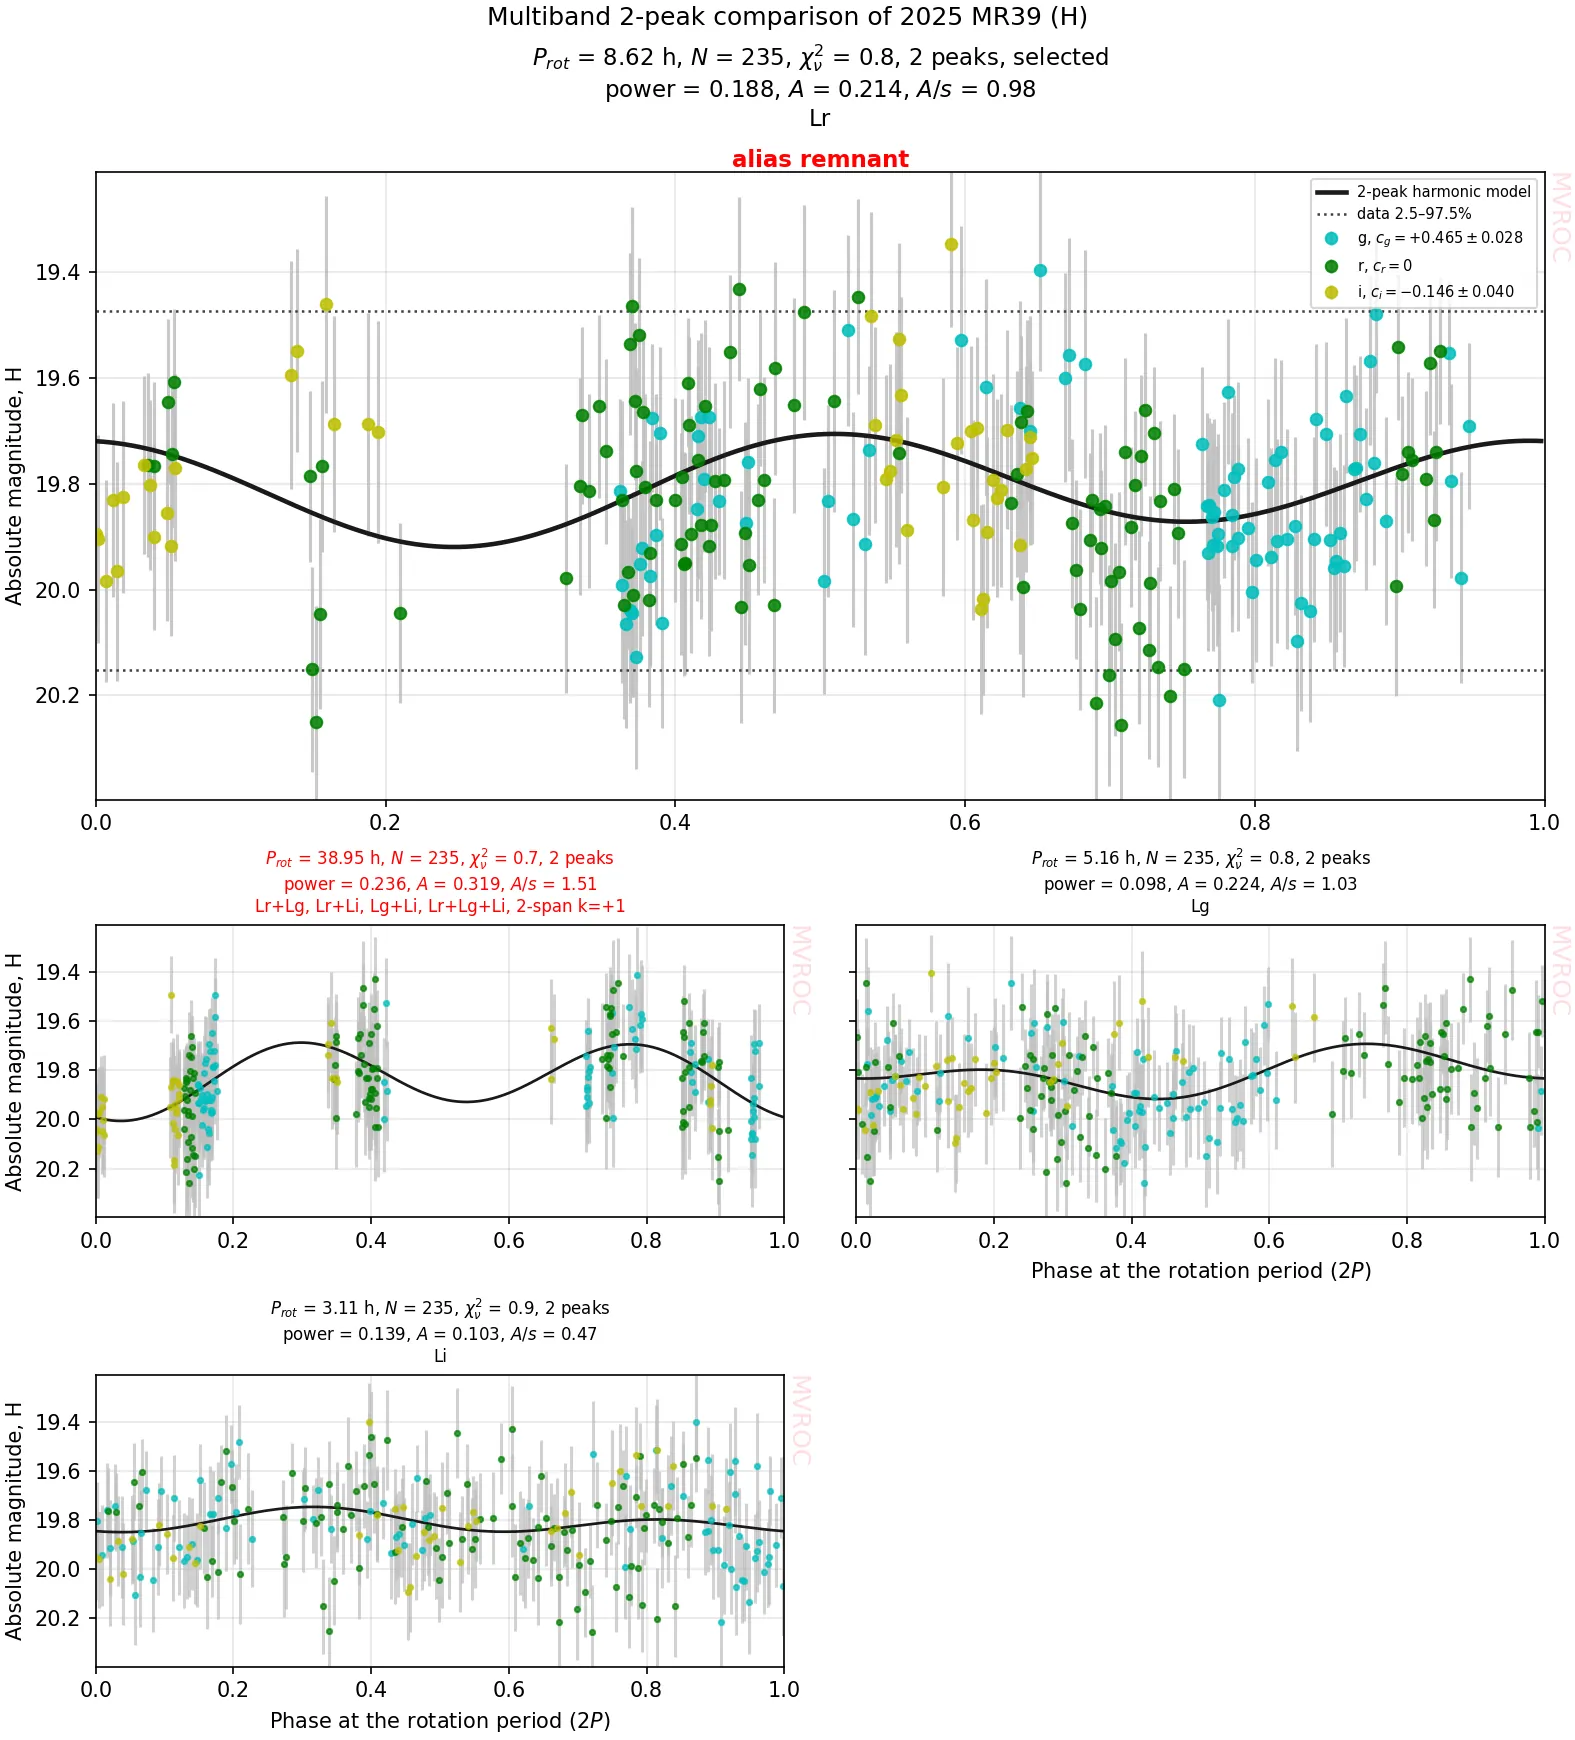 Multiband 2-peak comparison of 2025 MR39 (H)
P_rot = 8.62 h, N = 235, χ²_ν = 0.8, 2 peaks, selected
power = 0.188, A = 0.214, A/s = 0.98
Lr
alias remnant
MVROC
2-peak harmonic model
data 2.5–97.5%
g, c_g = +0.465 ± 0.028
r, c_r = 0
i, c_i = −0.146 ± 0.040
Absolute magnitude, H
19.4
19.6
19.8
20.0
20.2
0.0 0.2 0.4 0.6 0.8 1.0
P_rot = 38.95 h, N = 235, χ²_ν = 0.7, 2 peaks
power = 0.236, A = 0.319, A/s = 1.51
Lr+Lg, Lr+Li, Lg+Li, Lr+Lg+Li, 2-span k=+1
MVROC
Absolute magnitude, H
19.4
19.6
19.8
20.0
20.2
0.0 0.2 0.4 0.6 0.8 1.0
P_rot = 5.16 h, N = 235, χ²_ν = 0.8, 2 peaks
power = 0.098, A = 0.224, A/s = 1.03
Lg
MVROC
0.0 0.2 0.4 0.6 0.8 1.0
Phase at the rotation period (2P)
P_rot = 3.11 h, N = 235, χ²_ν = 0.9, 2 peaks
power = 0.139, A = 0.103, A/s = 0.47
Li
MVROC
Absolute magnitude, H
19.4
19.6
19.8
20.0
20.2
0.0 0.2 0.4 0.6 0.8 1.0
Phase at the rotation period (2P)